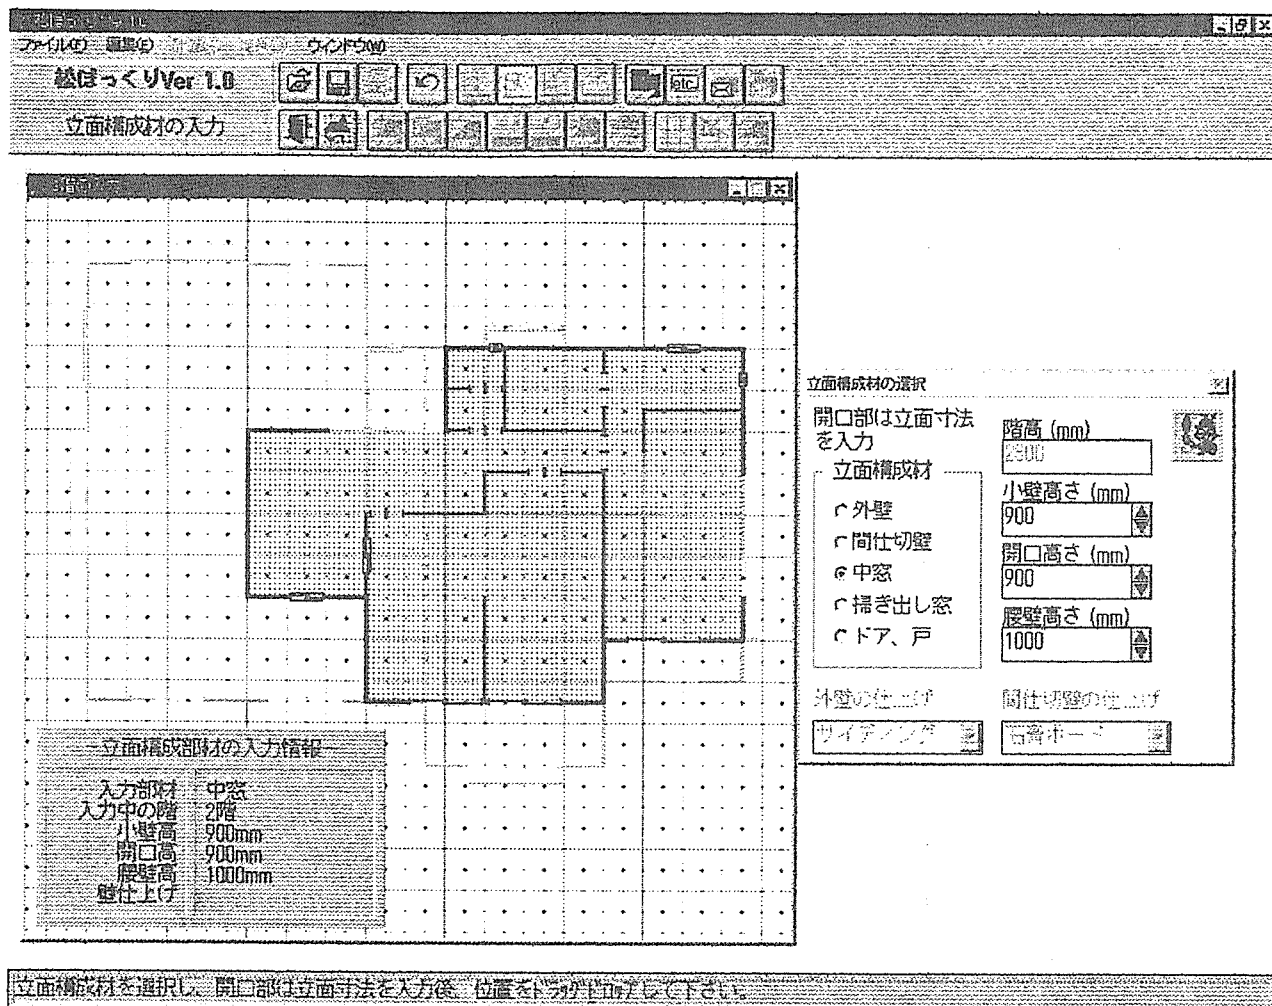 ファイル(F) 編集(E) ウィンドウ(W)
絵ぼっくりVer 1.0
立面構成材の入力
etc
立面構成材の選択
開口部は立面寸法
を入力
立面構成材
外壁
間仕切壁
中窓
掃き出し窓
ドア、戸
階高 (mm)
2800
小壁高さ (mm)
900
開口高さ (mm)
900
腰壁高さ (mm)
1000
外壁の仕上げ
サイディング
間仕切壁の仕上げ
石膏ボード
―立面構成部材の入力情報―
入力部材 中窓
入力中の階 2階
小壁高 900mm
開口高 900mm
腰壁高 1000mm
壁仕上げ
立面構成材を選択し、開口部は立面寸法を入力後、位置をドラッグ ドロップして下さい。